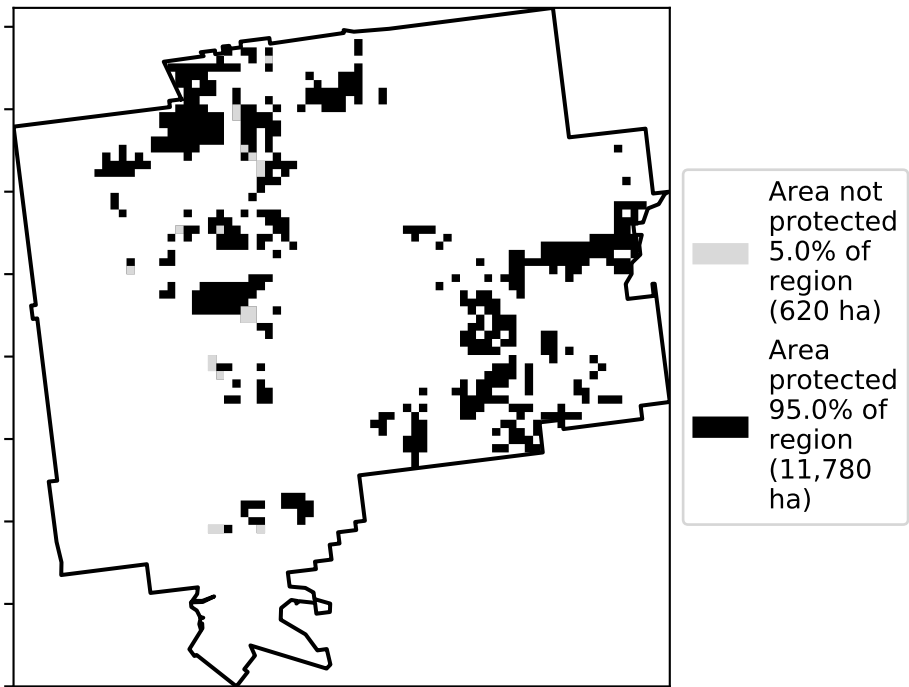 Area not
protected
5.0% of
region
(620 ha)
Area
protected
95.0% of
region
(11,780
ha)